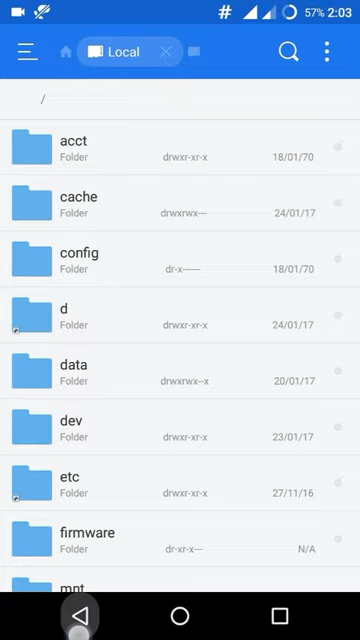 # 57% 2:03
Local
/
acct
Folder drwxr-xr-x 18/01/70
cache
Folder drwxrwx--- 24/01/17
config
Folder dr-x------ 18/01/70
d
Folder drwxr-xr-x 24/01/17
data
Folder drwxrwx--x 20/01/17
dev
Folder drwxr-xr-x 23/01/17
etc
Folder drwxr-xr-x 27/11/16
firmware
Folder dr-xr-x--- N/A
mnt